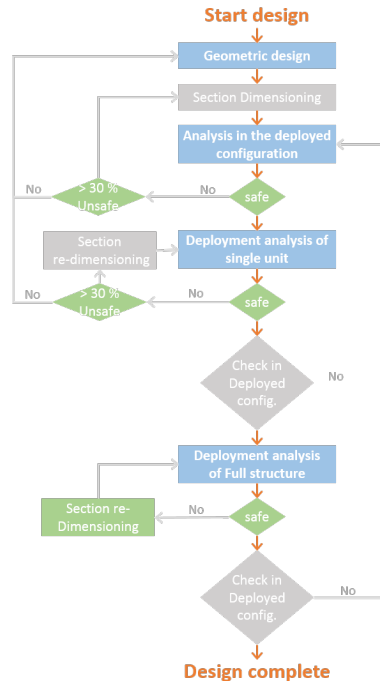 Start design
Geometric design
Section Dimensioning
Analysis in the deployed
configuration
No
> 30 %
Unsafe
No
safe
Section
re-dimensioning
Deployment analysis of
single unit
No
> 30 %
Unsafe
No
safe
Check in
Deployed
config.
No
Deployment analysis
of Full structure
Section re-
Dimensioning
No
safe
Check in
Deployed
config.
No
Design complete